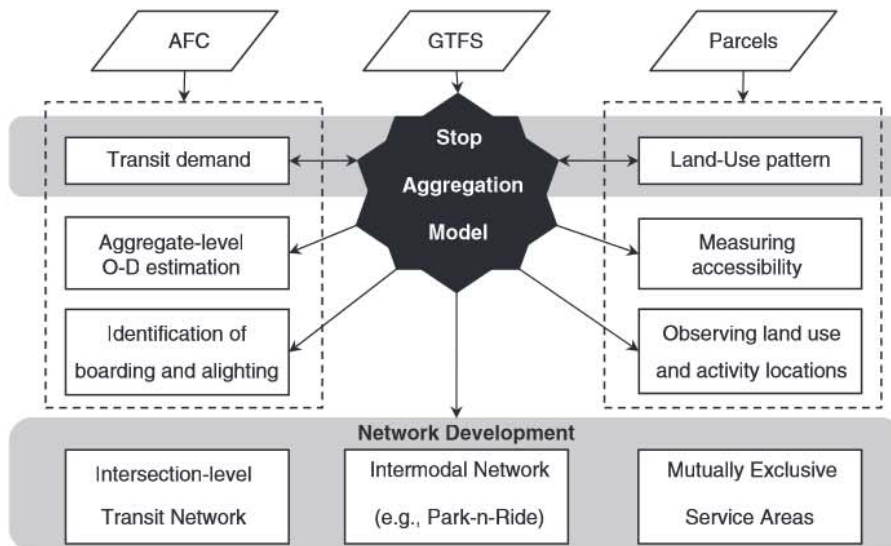 AFC
GTFS
Parcels
Stop
Aggregation
Model
Transit demand
Land-Use pattern
Aggregate-level
O-D estimation
Measuring
accessibility
Identification of
boarding and alighting
Observing land use
and activity locations
Network Development
Intersection-level
Transit Network
Intermodal Network
(e.g., Park-n-Ride)
Mutually Exclusive
Service Areas